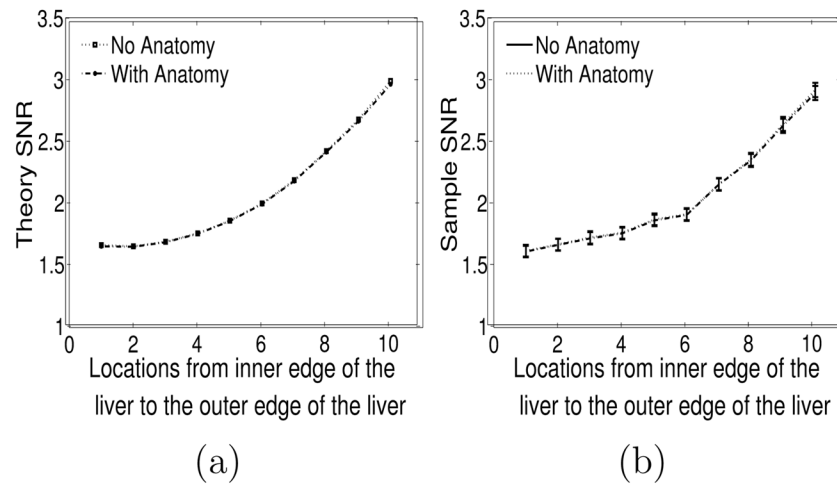 3.5
3
2.5
2
1.5
1
Theory SNR
No Anatomy
With Anatomy
0 2 4 6 8 10
Locations from inner edge of the
liver to the outer edge of the liver
(a)
3.5
3
2.5
2
1.5
1
Sample SNR
No Anatomy
With Anatomy
0 2 4 6 8 10
Locations from inner edge of the
liver to the outer edge of the liver
(b)